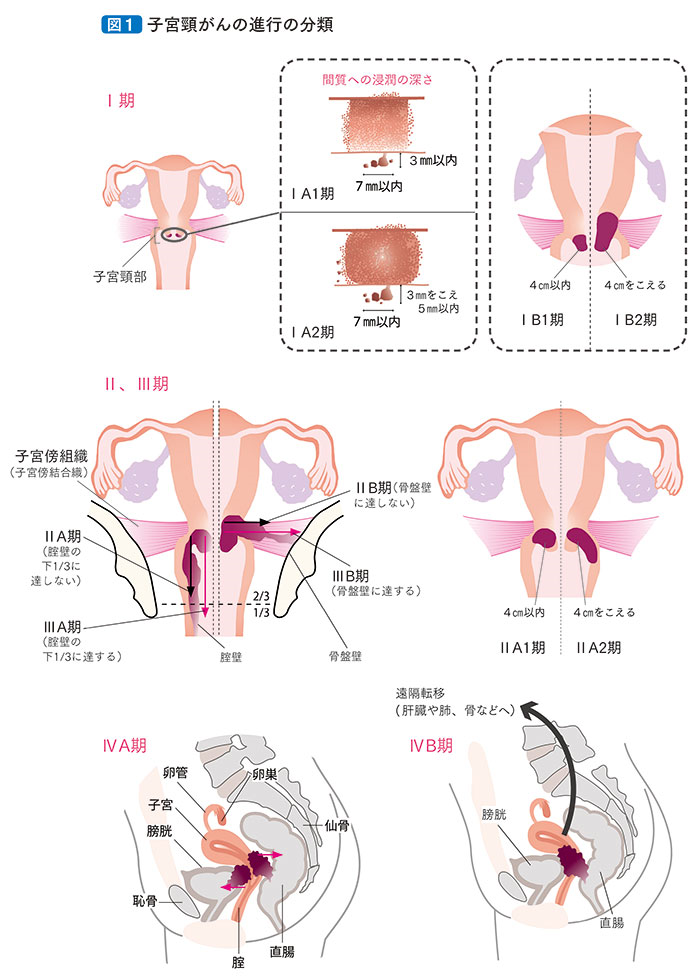 図1 子宮頸がんの進行の分類
Ⅰ期
子宮頸部
間質への浸潤の深さ
3㎜以内
7㎜以内
ⅠA1期
3㎜をこえ
5㎜以内
7㎜以内
ⅠA2期
4㎝以内
4㎝をこえる
ⅠB1期
ⅠB2期
Ⅱ、Ⅲ期
子宮傍組織
(子宮傍結合織)
ⅡA期
(腟壁の
下1/3に
達しない)
ⅢA期
(腟壁の
下1/3に達する)
ⅡB期(骨盤壁
に達しない)
ⅢB期
(骨盤壁に達する)
2/3
1/3
腟壁
骨盤壁
4㎝以内
4㎝をこえる
ⅡA1期
ⅡA2期
ⅣA期
卵管
卵巣
子宮
膀胱
仙骨
恥骨
腟
直腸
遠隔転移
(肝臓や肺、骨などへ)
ⅣB期
膀胱
直腸